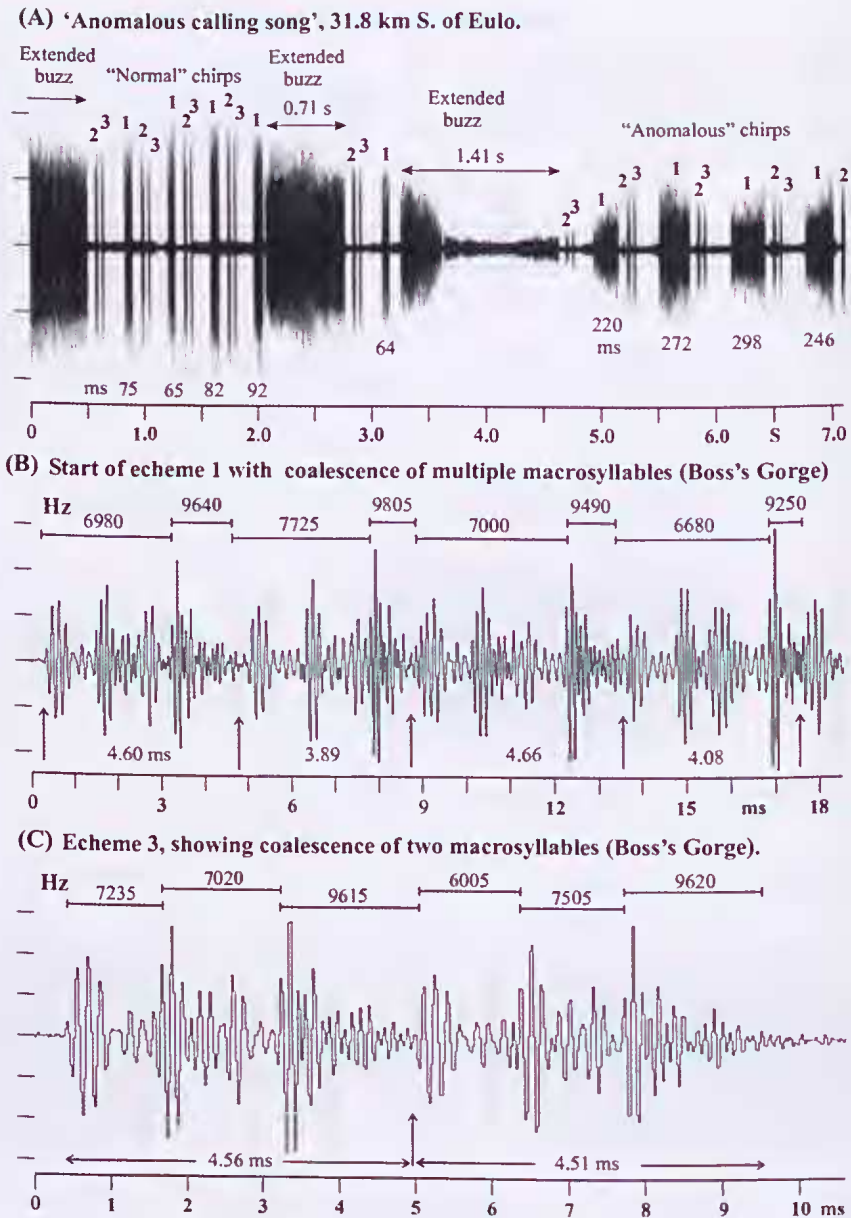 (A) ‘Anomalous calling song’, 31.8 km S. of Eulo.
Extended buzz
“Normal” chirps
Extended buzz
0.71 s
Extended buzz
1.41 s
“Anomalous” chirps
2 3 1 2 3 1 2 3 1 2 3 1 2 3 1 2 3 1 2 3 1 2 3 1 2 3 1 2
64
220 ms 272 298 246
ms 75 65 82 92
0 1.0 2.0 3.0 4.0 5.0 6.0 S 7.0
(B) Start of echeme 1 with coalescence of multiple macrosyllables (Boss's Gorge)
Hz 6980 9640 7725 9805 7000 9490 6680 9250
4.60 ms 3.89 4.66 4.08
0 3 6 9 12 15 ms 18
(C) Echeme 3, showing coalescence of two macrosyllables (Boss's Gorge).
Hz 7235 7020 9615 6005 7505 9620
4.56 ms 4.51 ms
0 1 2 3 4 5 6 7 8 9 10 ms